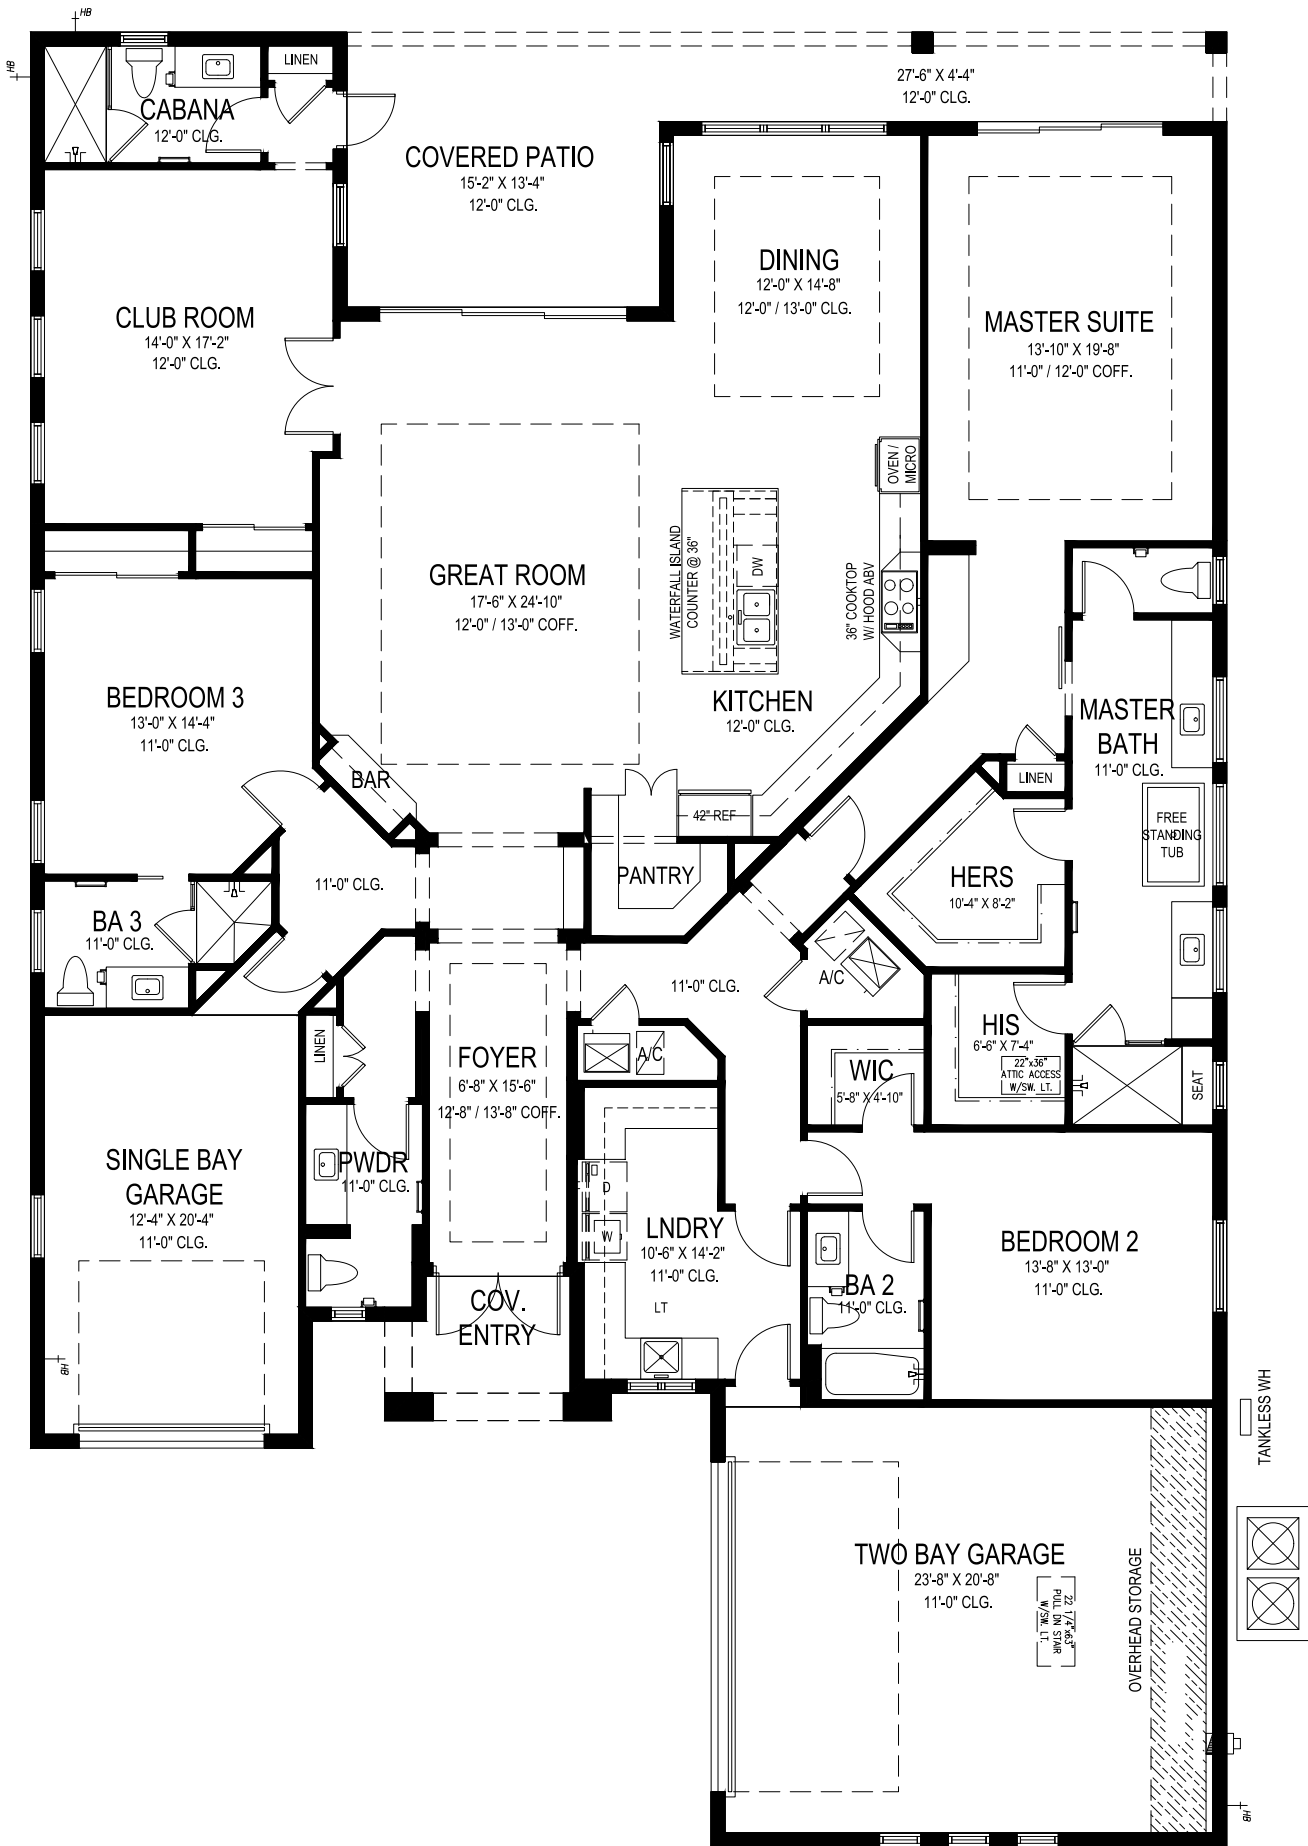 HB
HB
LINEN
CABANA
12'-0" CLG.
27'-6" X 4'-4"
12'-0" CLG.
COVERED PATIO
15'-2" X 13'-4"
12'-0" CLG.
DINING
12'-0" X 14'-8"
12'-0" / 13'-0" CLG.
CLUB ROOM
14'-0" X 17'-2"
12'-0" CLG.
MASTER SUITE
13'-10" X 19'-8"
11'-0" / 12'-0" COFF.
OVEN /
MICRO
WATERFALL ISLAND
COUNTER @ 36"
DW
36" COOKTOP
W/ HOOD ABV
GREAT ROOM
17'-6" X 24'-10"
12'-0" / 13'-0" COFF.
KITCHEN
12'-0" CLG.
BEDROOM 3
13'-0" X 14'-4"
11'-0" CLG.
MASTER
BATH
11'-0" CLG.
BAR
LINEN
42" REF
FREE
STANDING
TUB
PANTRY
11'-0" CLG.
HERS
10'-4" X 8'-2"
BA 3
11'-0" CLG.
11'-0" CLG.
A/C
HIS
6'-6" X 7'-4"
22"x36"
ATTIC ACCESS
W/SW. LT.
LINEN
A/C
FOYER
6'-8" X 15'-6"
12'-8" / 13'-8" COFF.
WIC
5'-8" X 4'-10"
SEAT
SINGLE BAY
GARAGE
12'-4" X 20'-4"
11'-0" CLG.
PWDR
11'-0" CLG.
D
W
LNDRY
10'-6" X 14'-2"
11'-0" CLG.
LT
BEDROOM 2
13'-8" X 13'-0"
11'-0" CLG.
BA 2
11'-0" CLG.
COV.
ENTRY
HB
TANKLESS WH
TWO BAY GARAGE
23'-8" X 20'-8"
11'-0" CLG.
22 1/4"x63"
PULL DN STAIR
W/SW. LT.
OVERHEAD STORAGE
HB